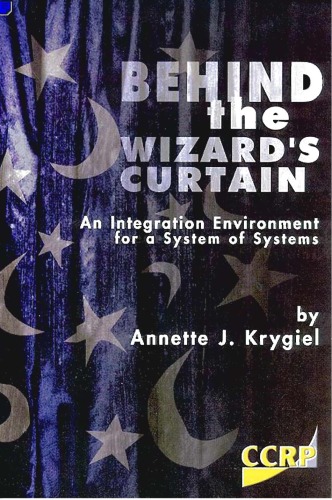 BEHIND
the
WIZARD'S
CURTAIN
An Integration Environment
for a System of Systems
by
Annette J. Krygiel
CCRP